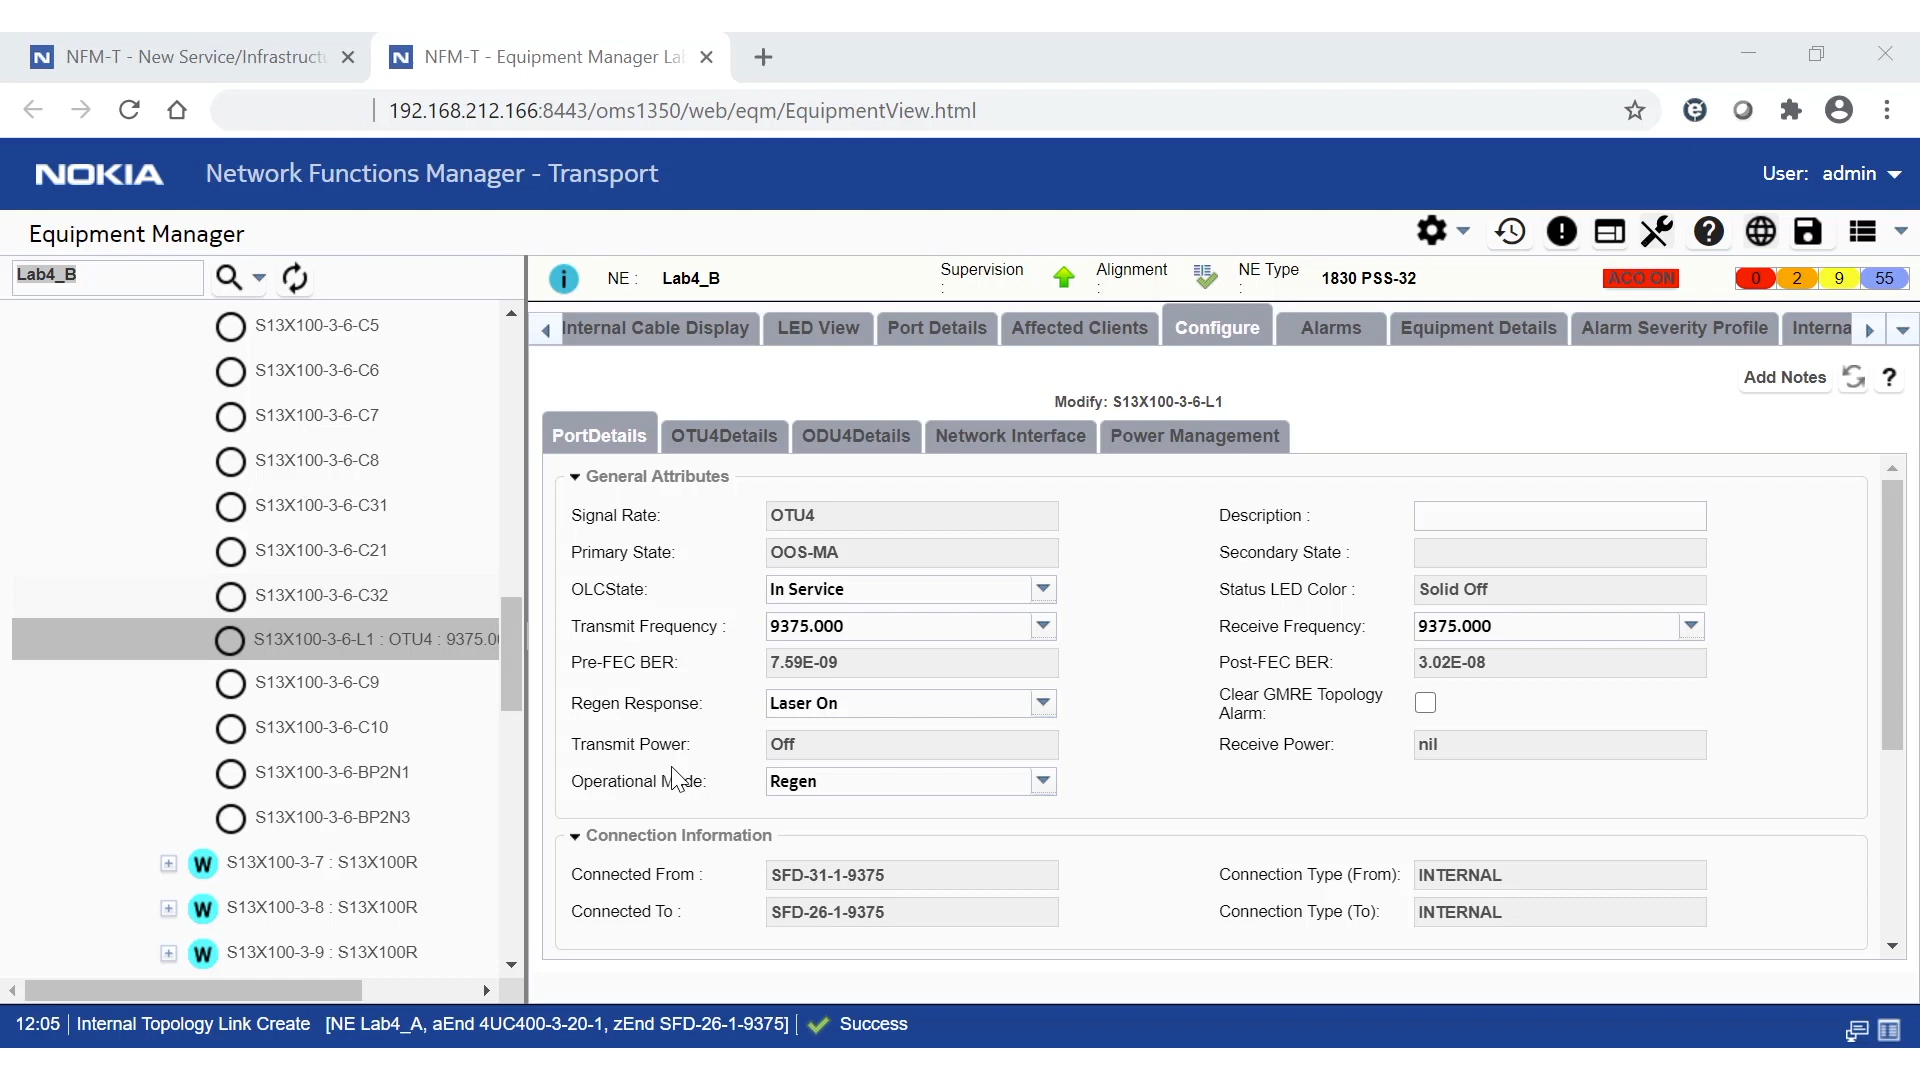 NFM-T - New Service/Infrastructu
NFM-T - Equipment Manager Lab
192.168.212.166:8443/oms1350/web/eqm/EquipmentView.html
NOKIA Network Functions Manager - Transport
User: admin
Equipment Manager
Lab4_B
NE : Lab4_B Supervision : Alignment : NE Type : 1830 PSS-32 ACO ON 0 2 9 55
Internal Cable Display LED View Port Details Affected Clients Configure Alarms Equipment Details Alarm Severity Profile Interna
Add Notes ?
Modify: S13X100-3-6-L1
PortDetails OTU4Details ODU4Details Network Interface Power Management
S13X100-3-6-C5
S13X100-3-6-C6
S13X100-3-6-C7
S13X100-3-6-C8
S13X100-3-6-C31
S13X100-3-6-C21
S13X100-3-6-C32
S13X100-3-6-L1 : OTU4 : 9375.00
S13X100-3-6-C9
S13X100-3-6-C10
S13X100-3-6-BP2N1
S13X100-3-6-BP2N3
W S13X100-3-7 : S13X100R
W S13X100-3-8 : S13X100R
W S13X100-3-9 : S13X100R
General Attributes
Signal Rate: OTU4 Description :
Primary State: OOS-MA Secondary State :
OLCState: In Service Status LED Color : Solid Off
Transmit Frequency : 9375.000 Receive Frequency: 9375.000
Pre-FEC BER: 7.59E-09 Post-FEC BER: 3.02E-08
Regen Response: Laser On Clear GMRE Topology
Alarm:
Transmit Power: Off Receive Power: nil
Operational Mode: Regen
Connection Information
Connected From : SFD-31-1-9375 Connection Type (From): INTERNAL
Connected To : SFD-26-1-9375 Connection Type (To): INTERNAL
12:05 Internal Topology Link Create [NE Lab4_A, aEnd 4UC400-3-20-1, zEnd SFD-26-1-9375] Success